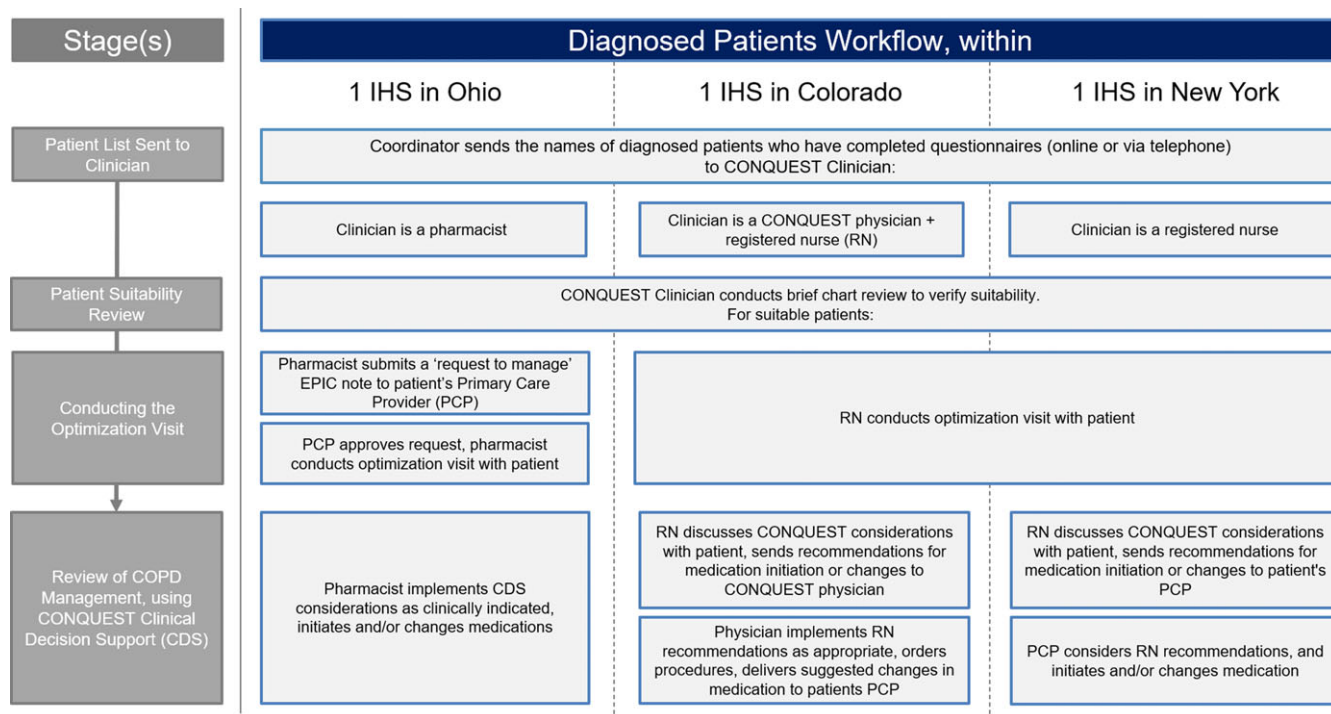 Stage(s)
Diagnosed Patients Workflow, within
1 IHS in Ohio
1 IHS in Colorado
1 IHS in New York
Patient List Sent to
Clinician
Coordinator sends the names of diagnosed patients who have completed questionnaires (online or via telephone)
to CONQUEST Clinician:
Clinician is a pharmacist
Clinician is a CONQUEST physician +
registered nurse (RN)
Clinician is a registered nurse
Patient Suitability
Review
CONQUEST Clinician conducts brief chart review to verify suitability.
For suitable patients:
Conducting the
Optimization Visit
Pharmacist submits a ‘request to manage’
EPIC note to patient’s Primary Care
Provider (PCP)
PCP approves request, pharmacist
conducts optimization visit with patient
RN conducts optimization visit with patient
Review of COPD
Management, using
CONQUEST Clinical
Decision Support (CDS)
Pharmacist implements CDS
considerations as clinically indicated,
initiates and/or changes medications
RN discusses CONQUEST considerations
with patient, sends recommendations for
medication initiation or changes to
CONQUEST physician
Physician implements RN
recommendations as appropriate, orders
procedures, delivers suggested changes in
medication to patients PCP
RN discusses CONQUEST considerations
with patient, sends recommendations for
medication initiation or changes to patient's
PCP
PCP considers RN recommendations, and
initiates and/or changes medication